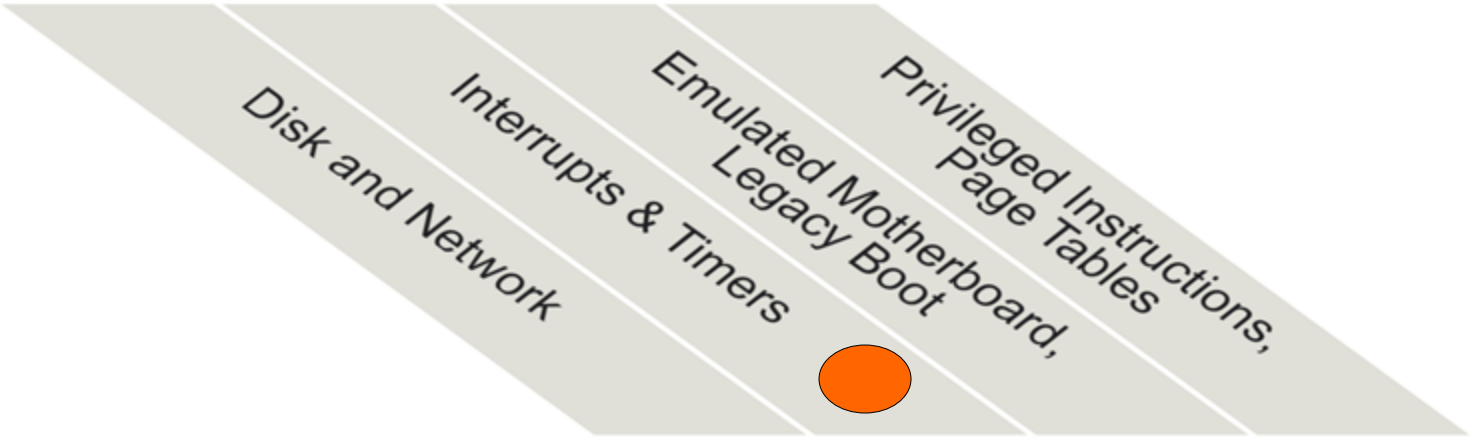 Disk and Network
Interrupts & Timers
Emulated Motherboard,
Legacy Boot
Privileged Instructions,
Page Tables